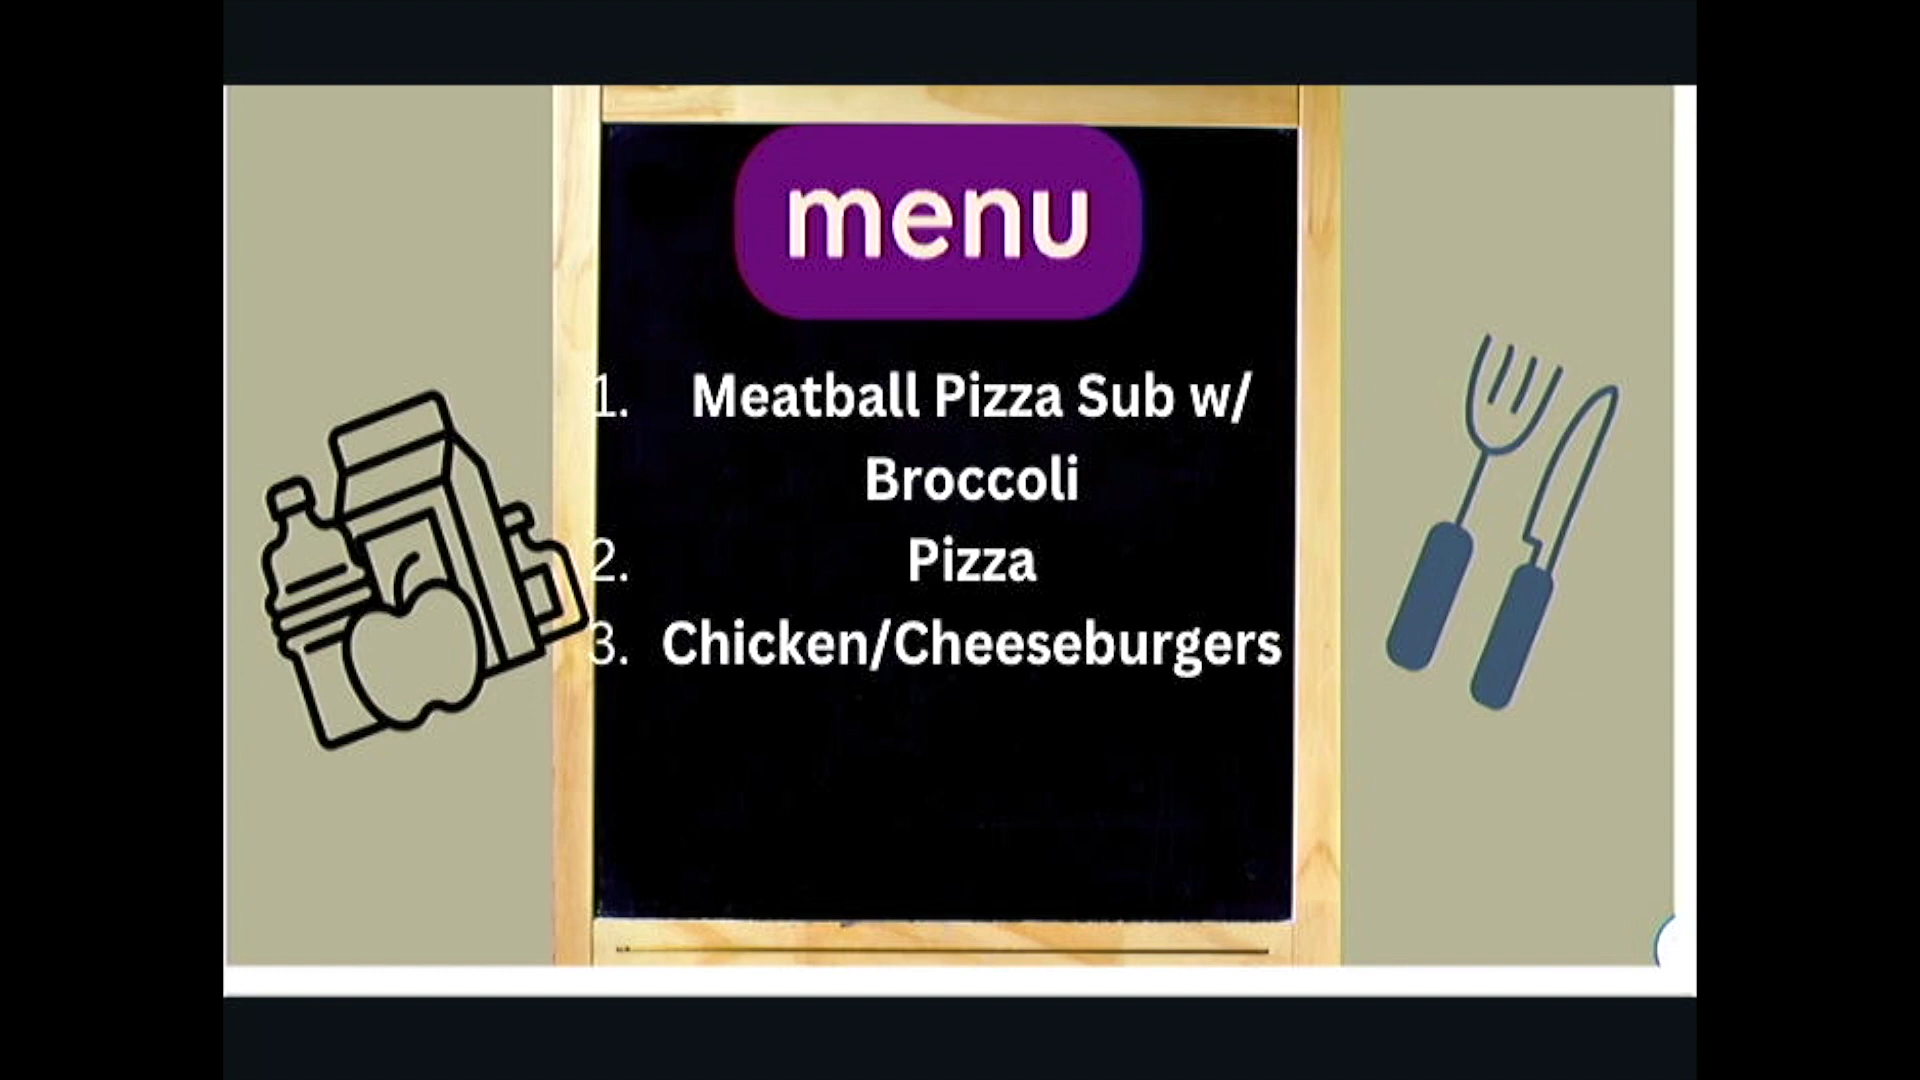 menu
1. Meatball Pizza Sub w/
Broccoli
2. Pizza
3. Chicken/Cheeseburgers